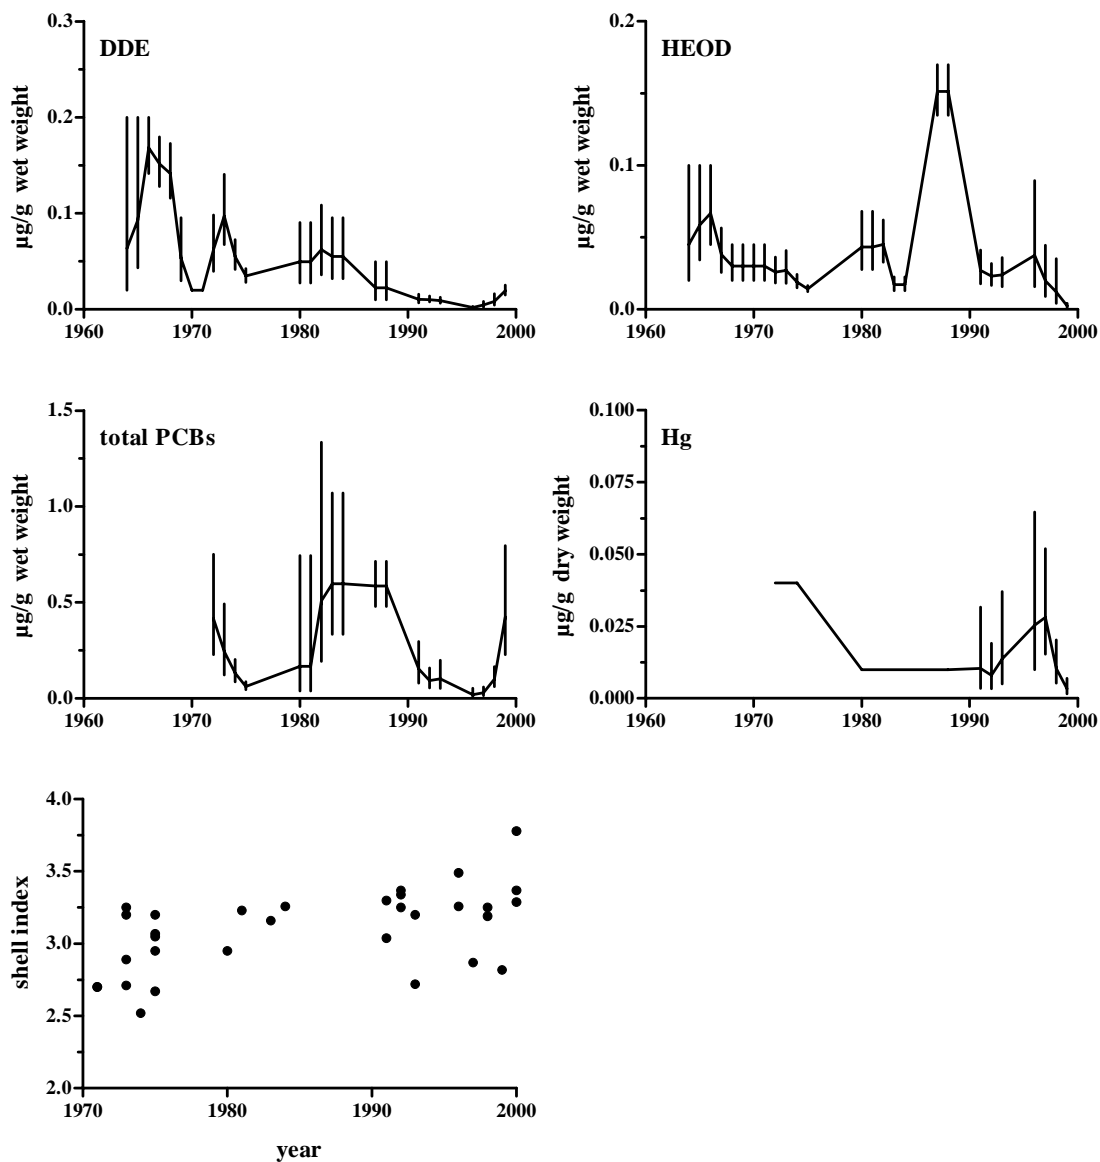 DDE
µg/g wet weight
0.3
0.2
0.1
0.0
1960 1970 1980 1990 2000
HEOD
µg/g wet weight
0.2
0.1
0.0
1960 1970 1980 1990 2000
total PCBs
µg/g wet weight
1.5
1.0
0.5
0.0
1960 1970 1980 1990 2000
Hg
µg/g dry weight
0.100
0.075
0.050
0.025
0.000
1960 1970 1980 1990 2000
shell index
4.0
3.5
3.0
2.5
2.0
1970 1980 1990 2000
year